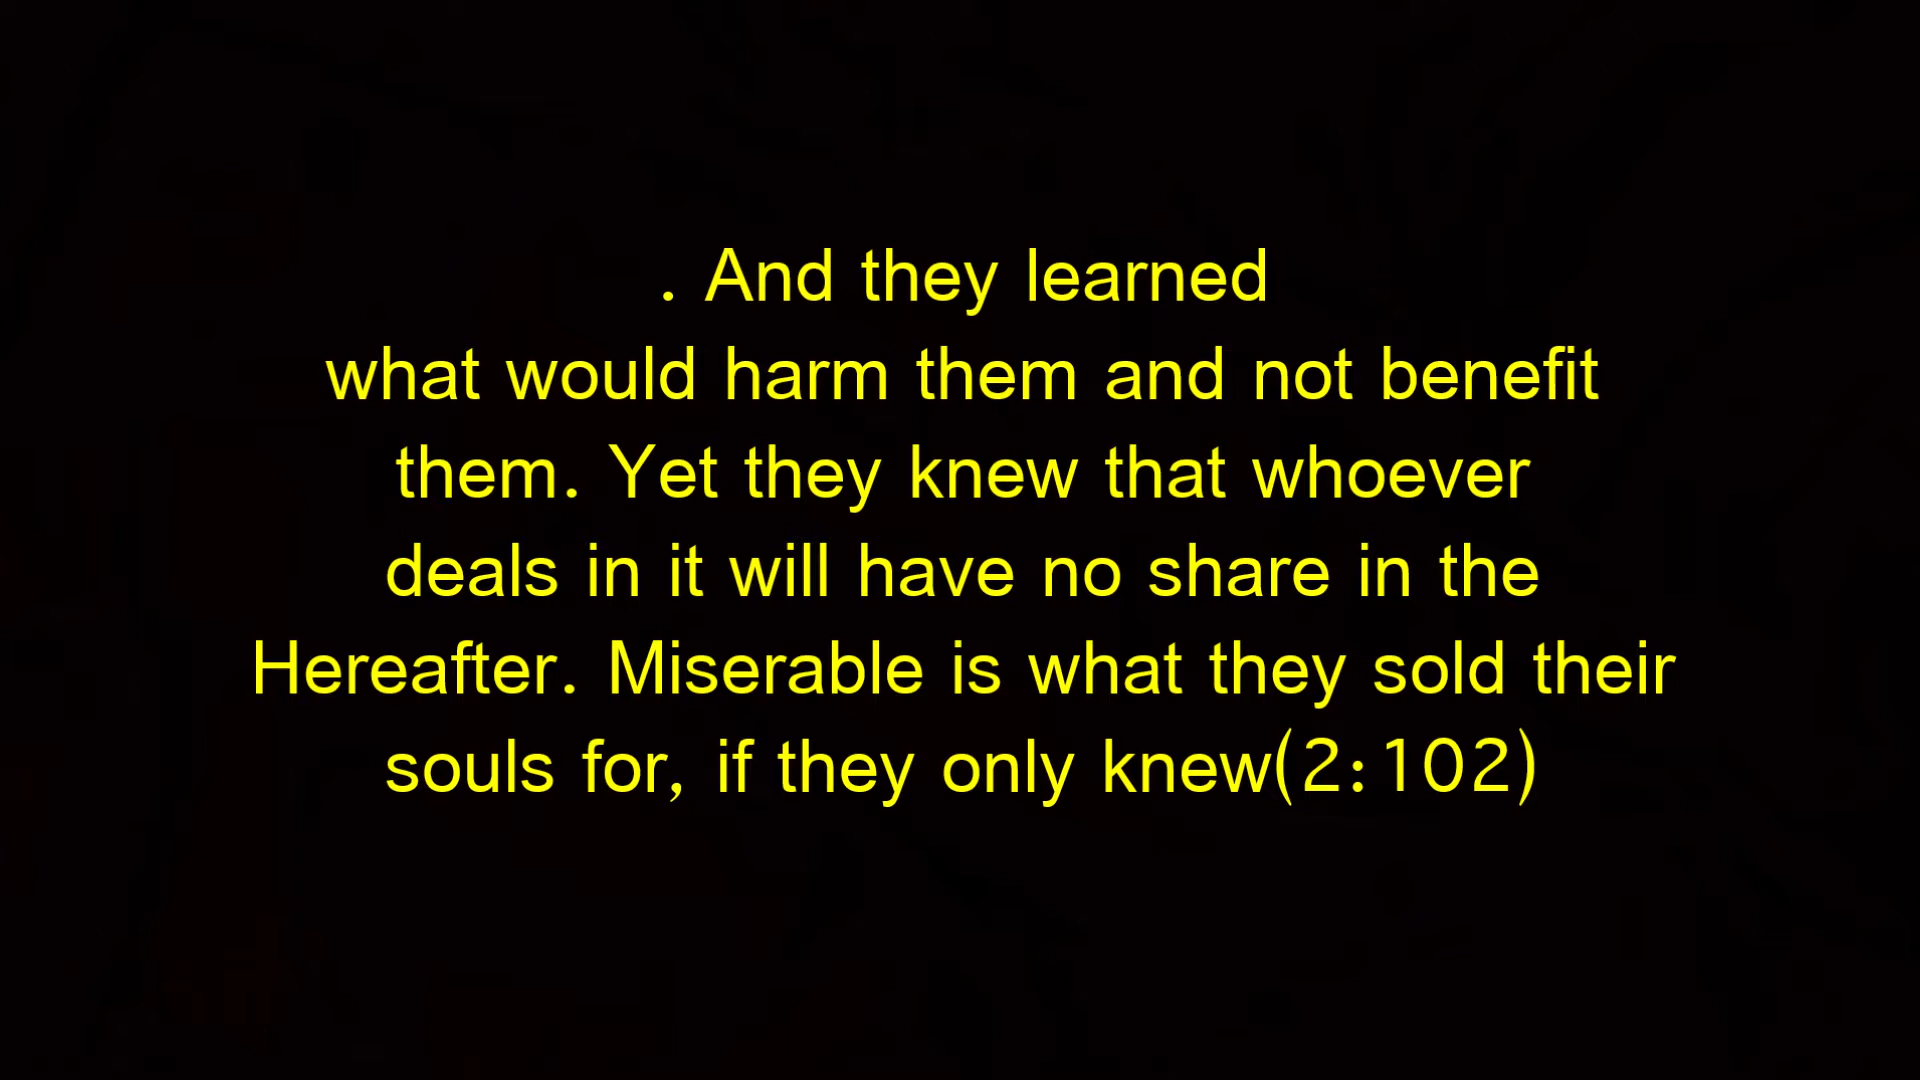 . And they learned
what would harm them and not benefit
them. Yet they knew that whoever
deals in it will have no share in the
Hereafter. Miserable is what they sold their
souls for, if they only knew(2:102)